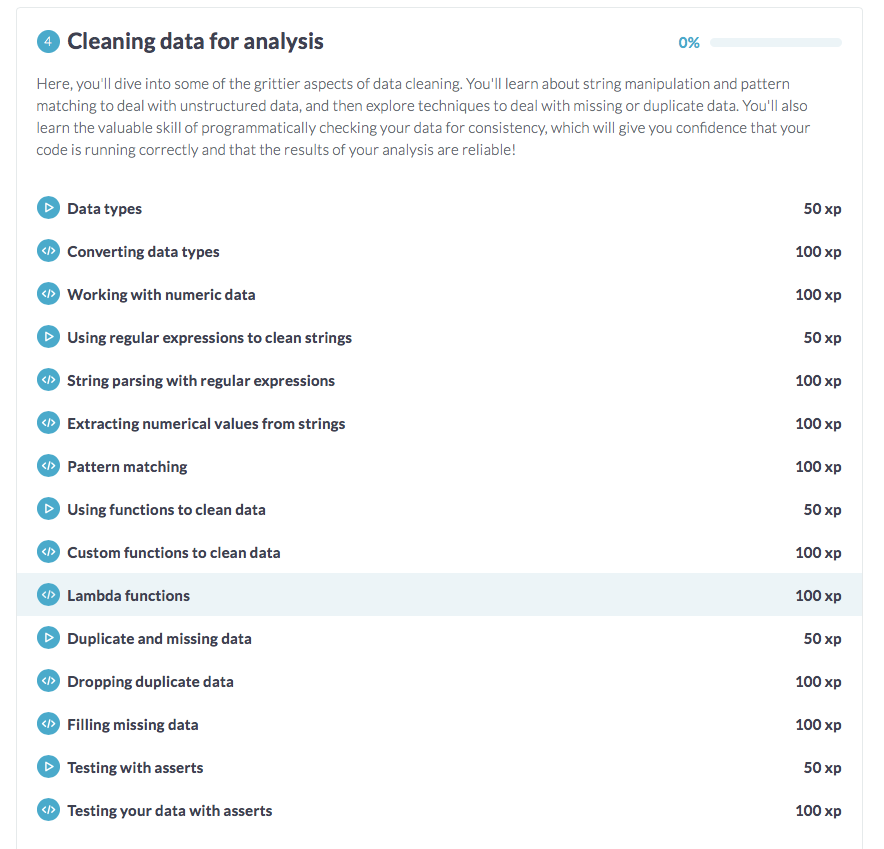 4 Cleaning data for analysis 0%
Here, you'll dive into some of the grittier aspects of data cleaning. You'll learn about string manipulation and pattern
matching to deal with unstructured data, and then explore techniques to deal with missing or duplicate data. You'll also
learn the valuable skill of programmatically checking your data for consistency, which will give you confidence that your
code is running correctly and that the results of your analysis are reliable!
Data types 50 xp
Converting data types 100 xp
Working with numeric data 100 xp
Using regular expressions to clean strings 50 xp
String parsing with regular expressions 100 xp
Extracting numerical values from strings 100 xp
Pattern matching 100 xp
Using functions to clean data 50 xp
Custom functions to clean data 100 xp
Lambda functions 100 xp
Duplicate and missing data 50 xp
Dropping duplicate data 100 xp
Filling missing data 100 xp
Testing with asserts 50 xp
Testing your data with asserts 100 xp